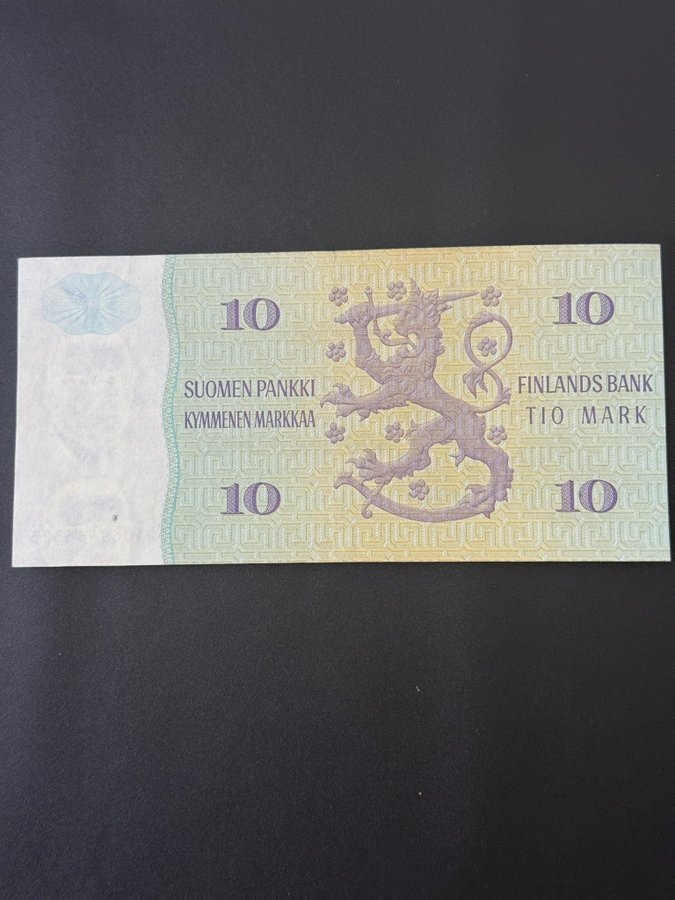 10
10
SUOMEN PANKKI
KYMMENEN MARKKAA
FINLANDS BANK
TIO MARK
10
10